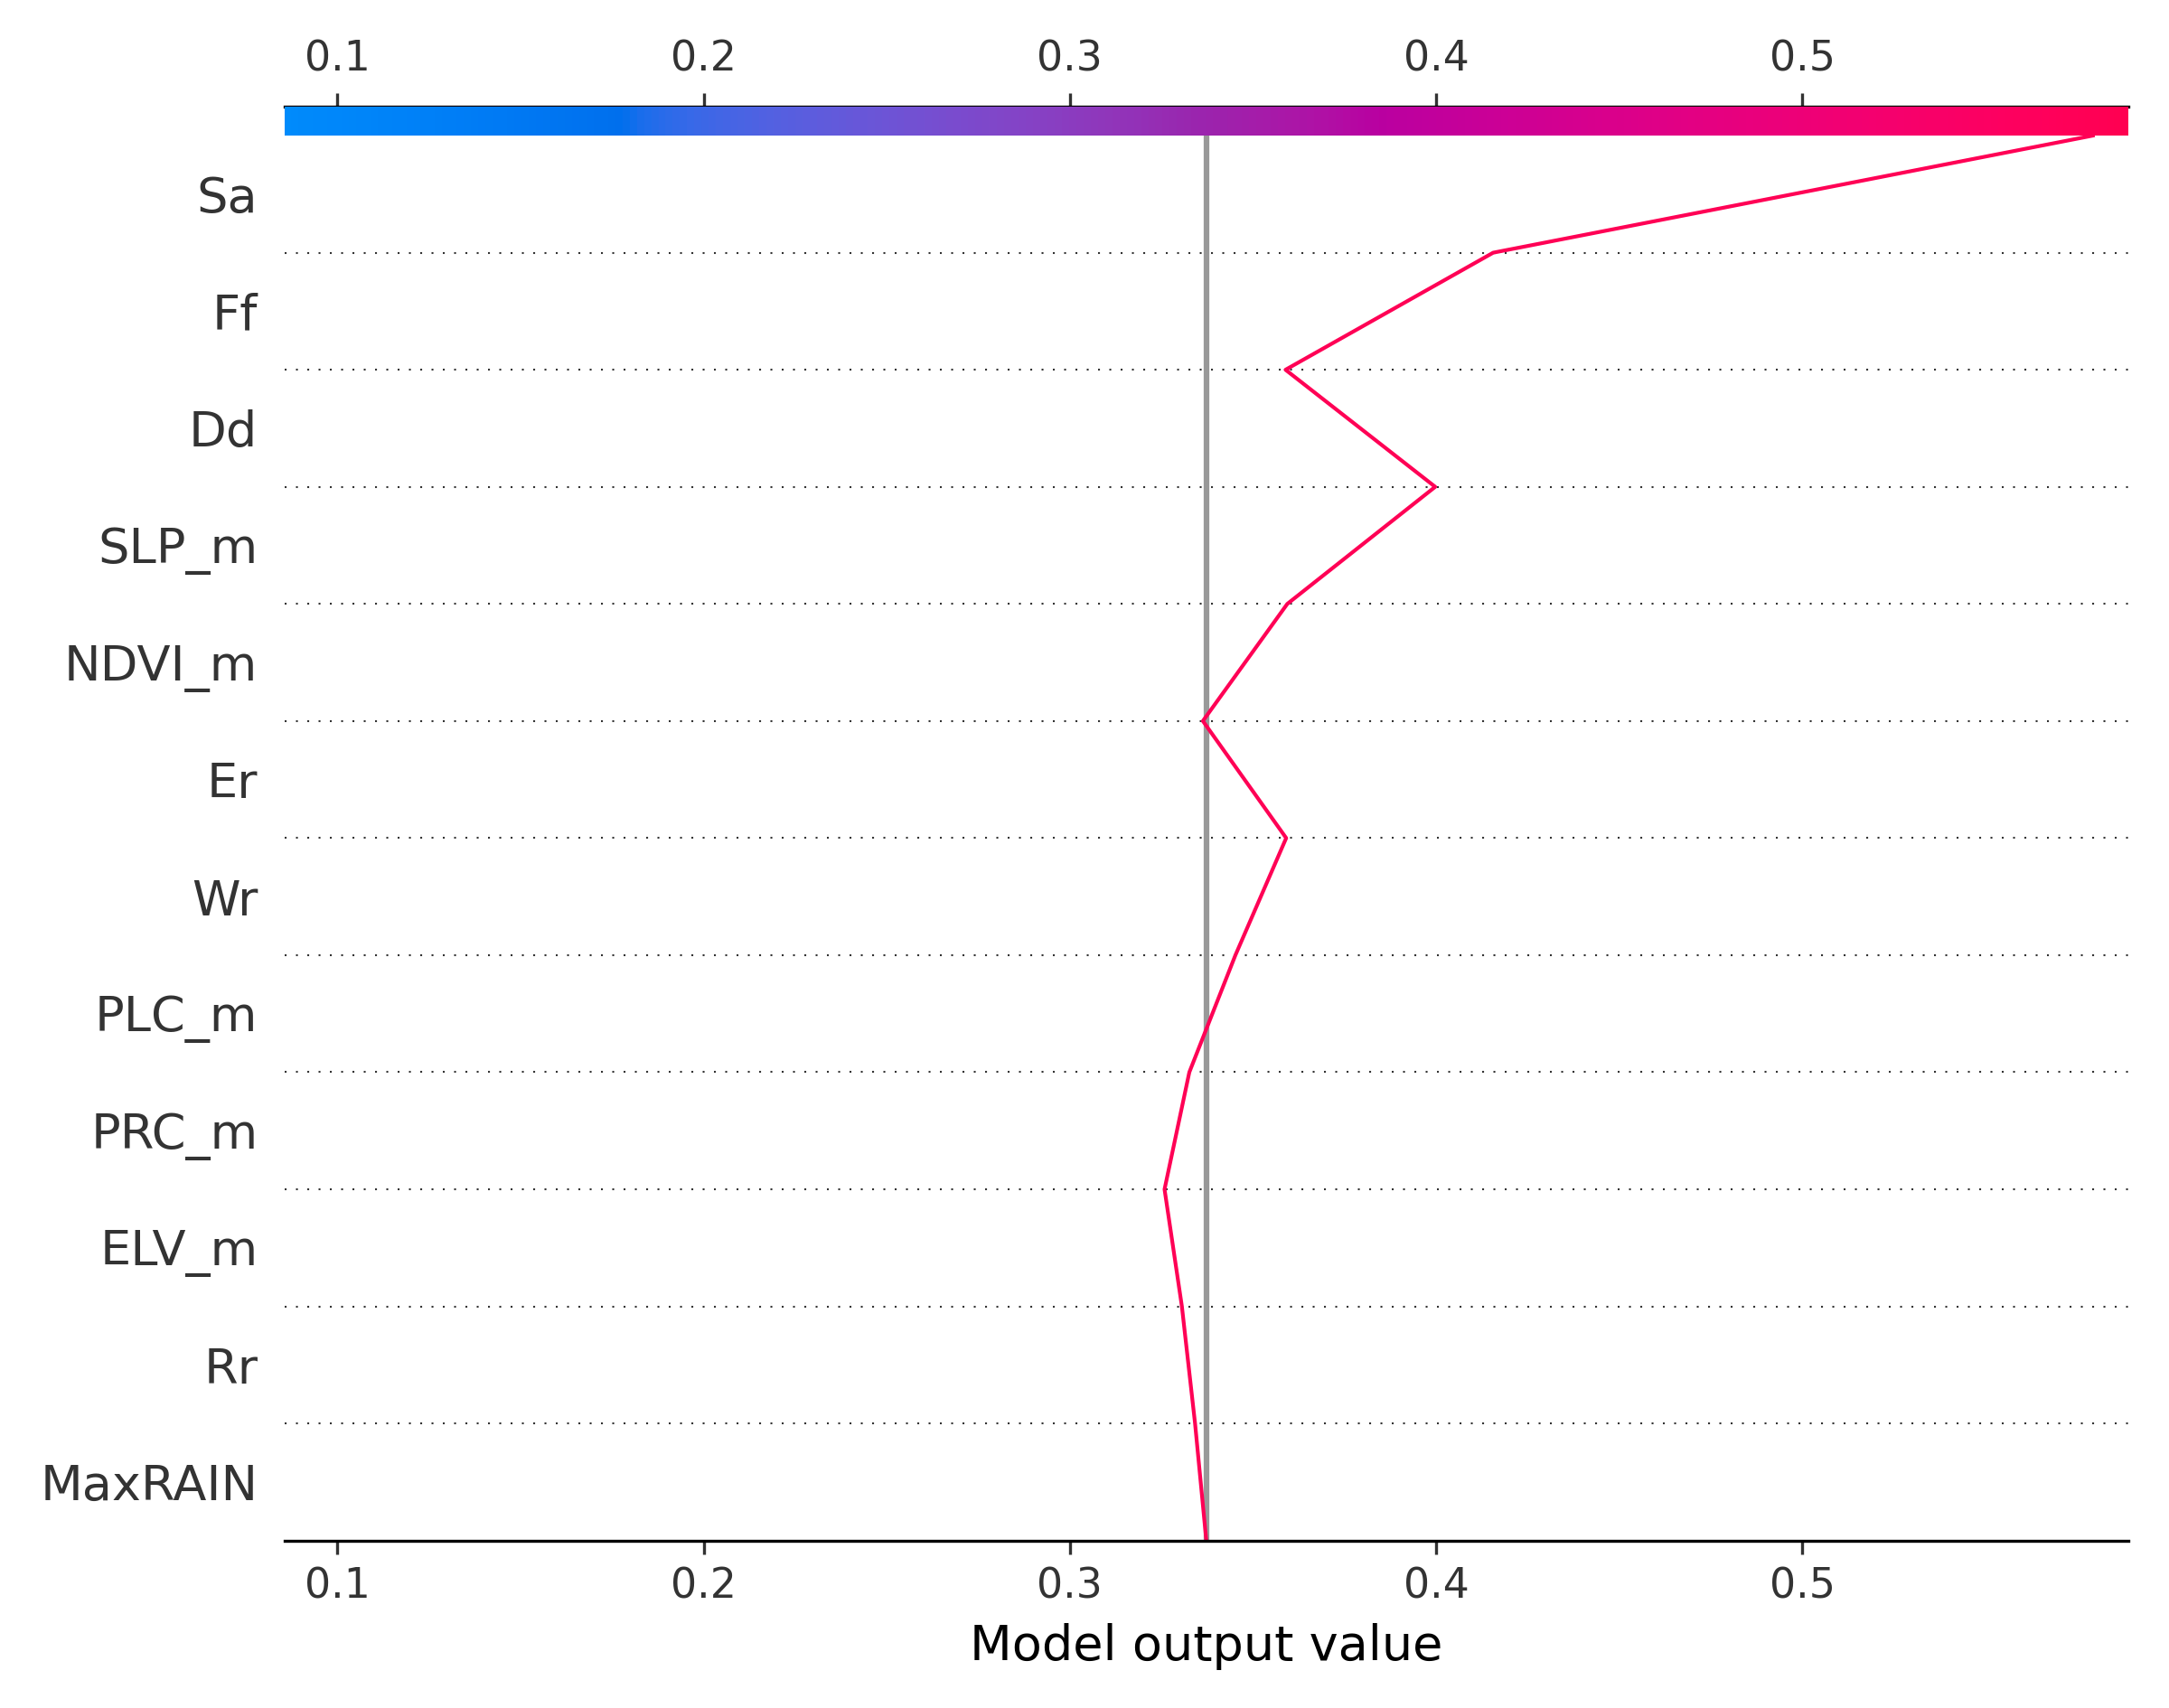 0.1 0.2 0.3 0.4 0.5
Sa
Ff
Dd
SLP_m
NDVI_m
Er
Wr
PLC_m
PRC_m
ELV_m
Rr
MaxRAIN
0.1 0.2 0.3 0.4 0.5
Model output value